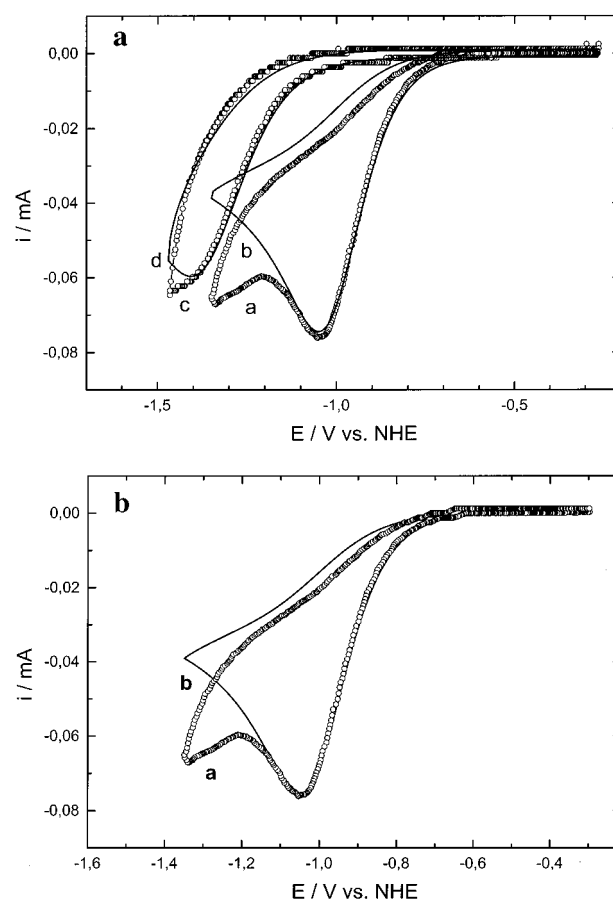 a
0,00
-0,02
-0,04
-0,06
-0,08
i / mA
b
d
a
c
-1,5
-1,0
-0,5
E / V vs. NHE
b
0,00
-0,02
-0,04
-0,06
-0,08
i / mA
b
a
-1,6
-1,4
-1,2
-1,0
-0,8
-0,6
-0,4
E / V vs. NHE